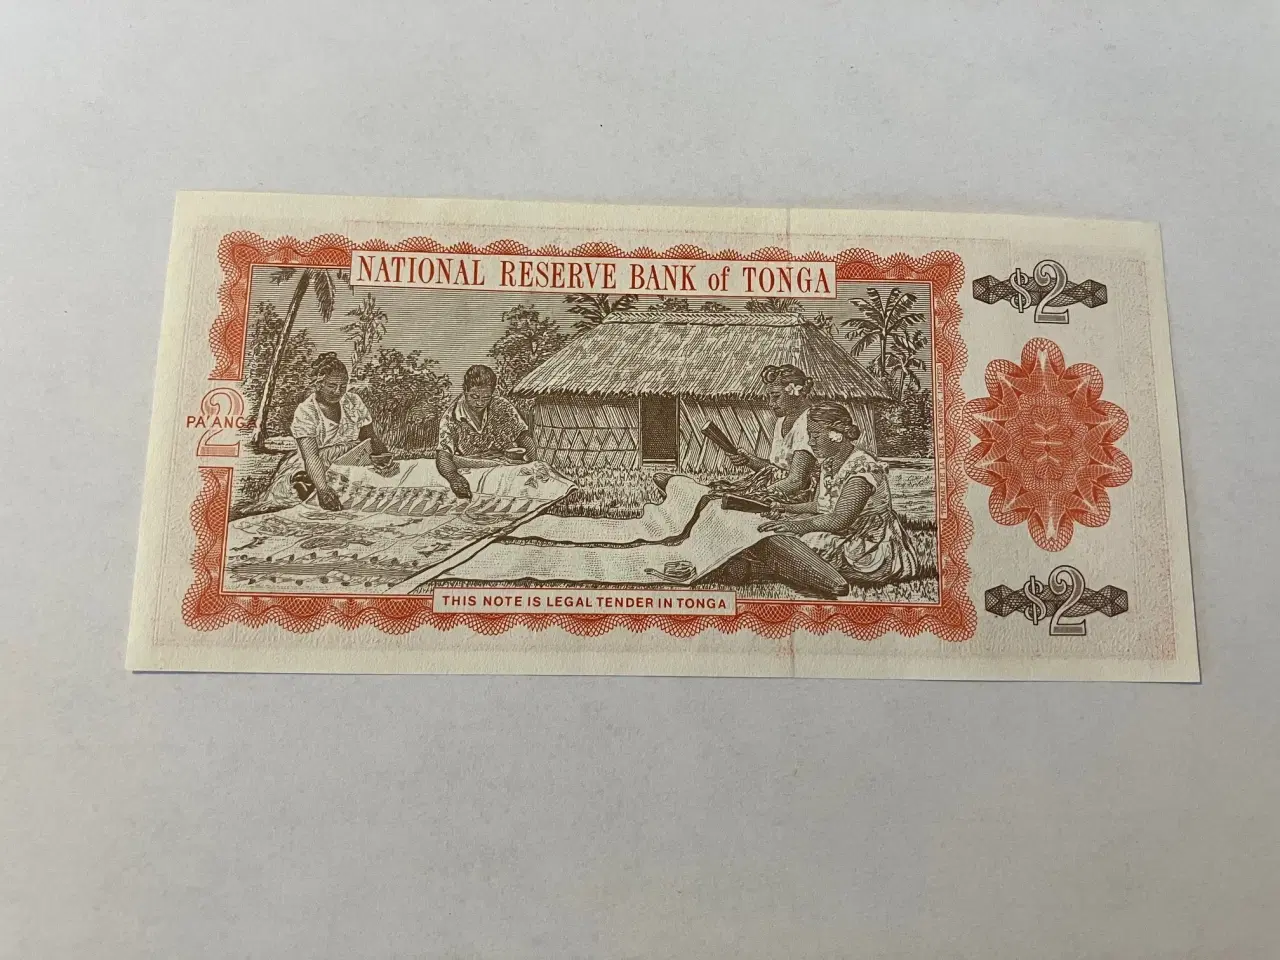 NATIONAL RESERVE BANK of TONGA
$2
2
PA'ANGA
$2
THIS NOTE IS LEGAL TENDER IN TONGA